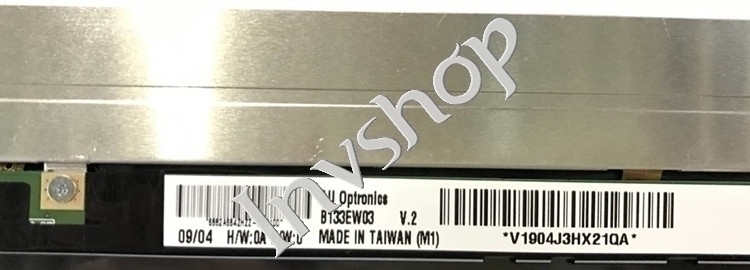 Invshop
Optronics
B133EW03 V.2
09/04 H/W:0A MADE IN TAIWAN (M1)
*V1904J3HX21QA*